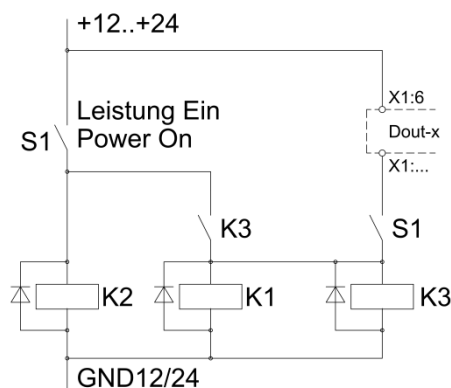 +12..+24
X1:6
Leistung Ein
Power On
S1
Dout-x
X1:...
K3
S1
K2
K1
K3
GND12/24